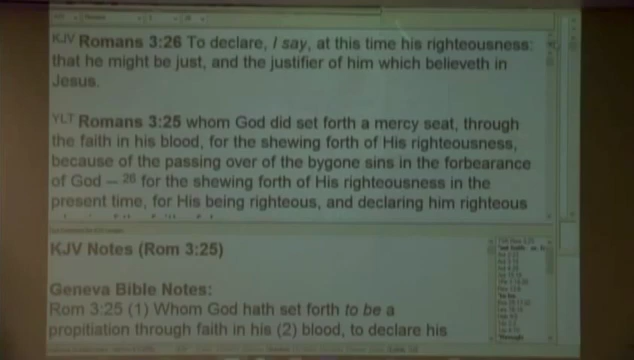 KJV Romans 3:26 To declare, I say, at this time his righteousness:
that he might be just, and the justifier of him which believeth in
Jesus.
YLT Romans 3:25 whom God did set forth a mercy seat, through
the faith in his blood, for the shewing forth of His righteousness,
because of the passing over of the bygone sins in the forbearance
of God — 26 for the shewing forth of His righteousness in the
present time, for His being righteous, and declaring him righteous
KJV Notes (Rom 3:25)
Geneva Bible Notes:
Rom 3:25 (1) Whom God hath set forth to be a
propitiation through faith in his (2) blood, to declare his